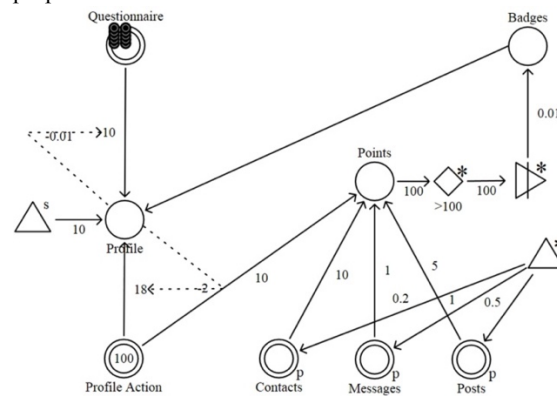 Questionnaire
Badges
-0.01
10
0.01
Points
100
*
100
*
>100
s
10
Profile
10
10
1
5
*
18
-2
0.2
1
0.5
100
p
p
p
Profile Action
Contacts
Messages
Posts